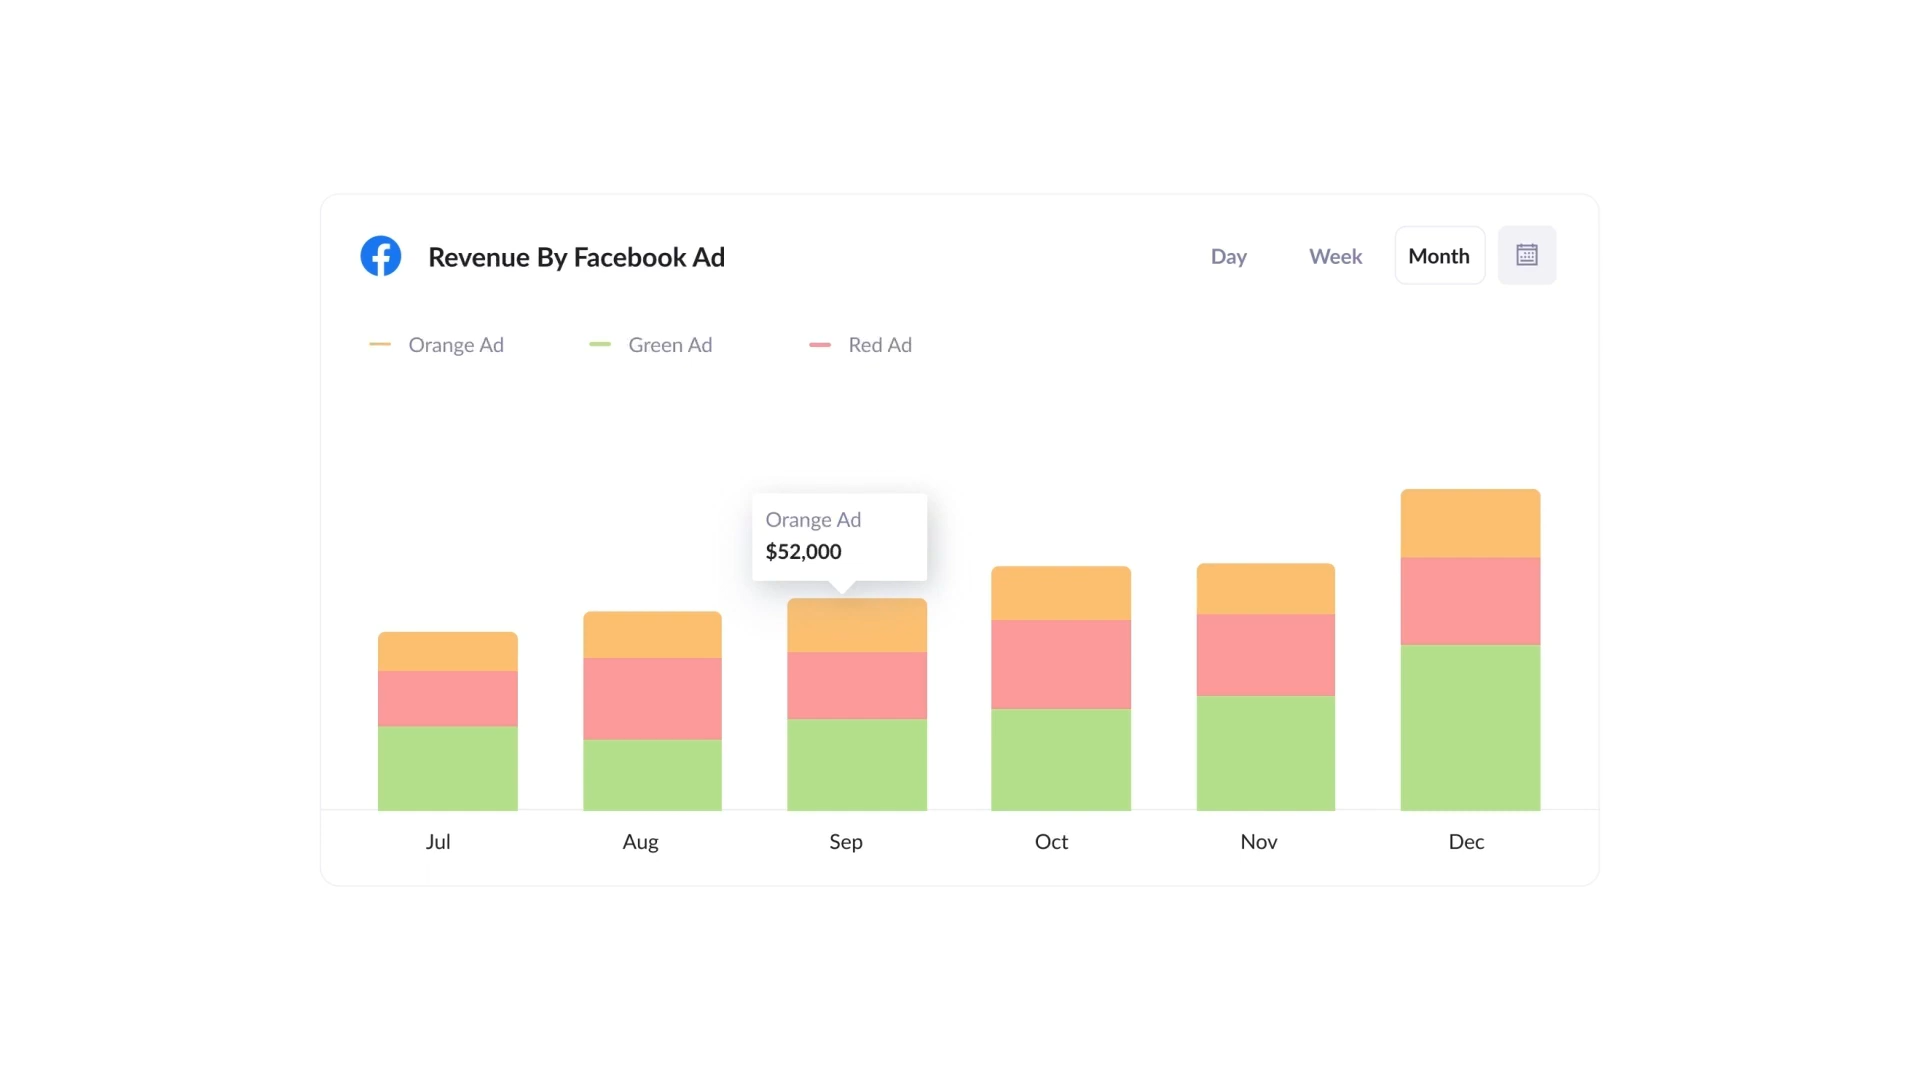 Revenue By Facebook Ad
Day
Week
Month
Orange Ad
Green Ad
Red Ad
Orange Ad
$52,000
Jul
Aug
Sep
Oct
Nov
Dec